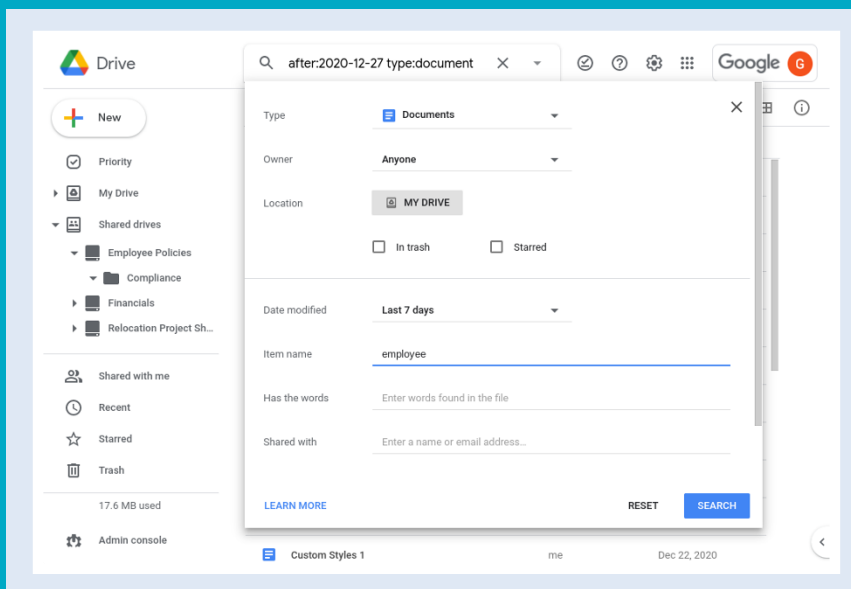 Drive
after:2020-12-27 type:document
Google
G
New
Priority
My Drive
Shared drives
Employee Policies
Compliance
Financials
Relocation Project Sh...
Shared with me
Recent
Starred
Trash
17.6 MB used
Admin console
Type
Documents
Owner
Anyone
Location
MY DRIVE
In trash
Starred
Date modified
Last 7 days
Item name
employee
Has the words
Enter words found in the file
Shared with
Enter a name or email address...
LEARN MORE
RESET
SEARCH
Custom Styles 1
me
Dec 22, 2020